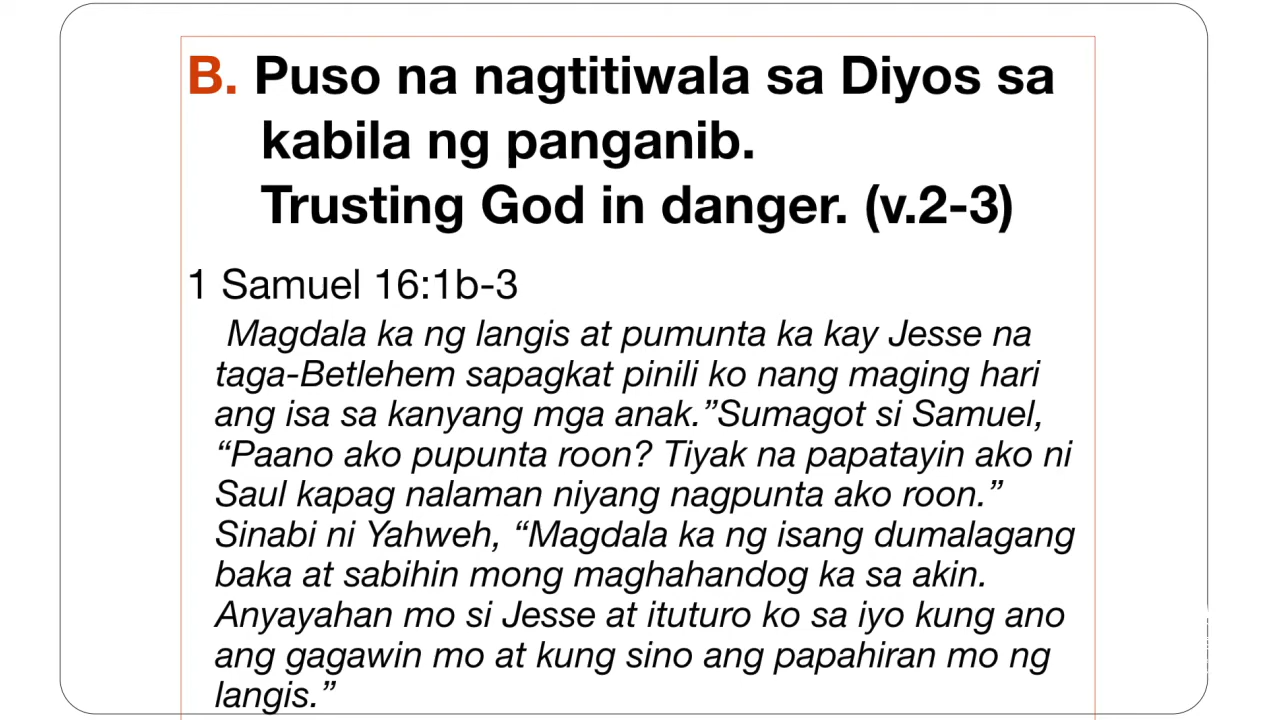 B. Puso na nagtitiwala sa Diyos sa
kabila ng panganib.
Trusting God in danger. (v.2-3)
1 Samuel 16:1b-3
Magdala ka ng langis at pumunta ka kay Jesse na
taga-Betlehem sapagkat pinili ko nang maging hari
ang isa sa kanyang mga anak.”Sumagot si Samuel,
“Paano ako pupunta roon? Tiyak na papatayin ako ni
Saul kapag nalaman niyang nagpunta ako roon.”
Sinabi ni Yahweh, “Magdala ka ng isang dumalagang
baka at sabihin mong maghahandog ka sa akin.
Anyayahan mo si Jesse at ituturo ko sa iyo kung ano
ang gagawin mo at kung sino ang papahiran mo ng
langis.”